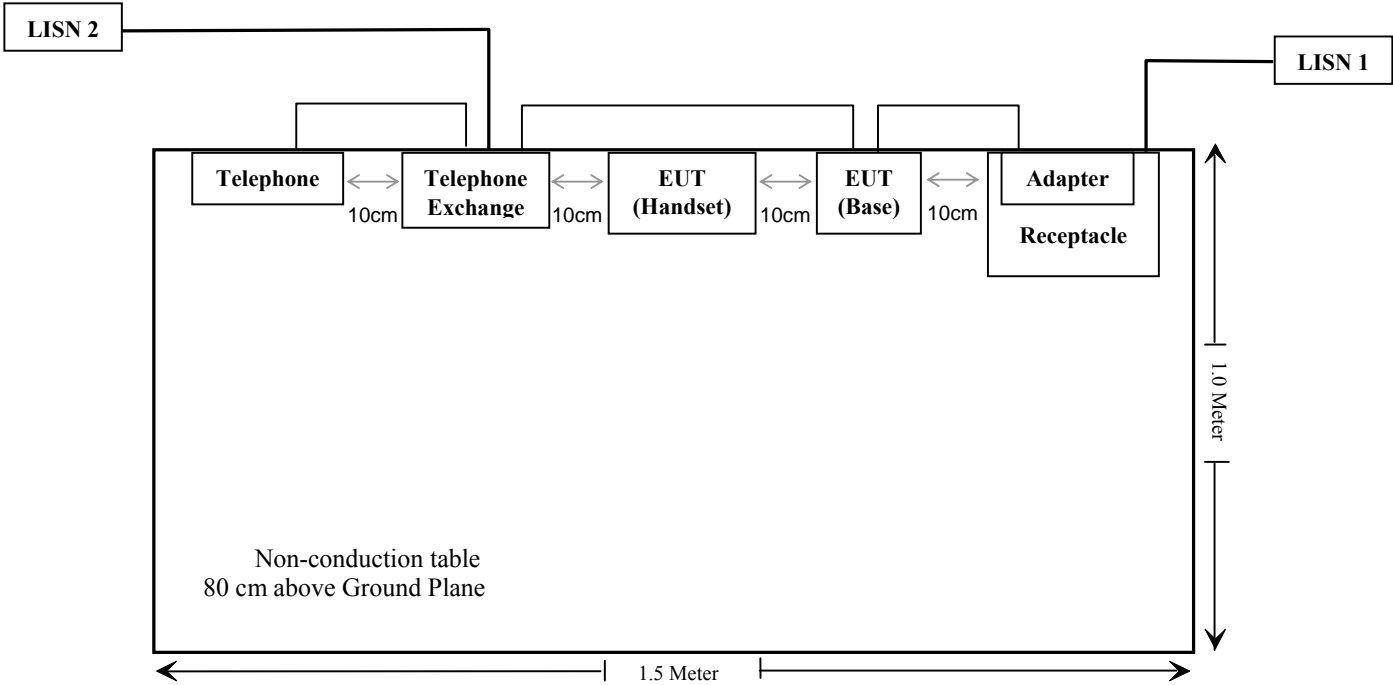 LISN 2
LISN 1
Telephone
Telephone
Exchange
EUT
(Handset)
EUT
(Base)
Adapter
Receptacle
10cm
10cm
10cm
10cm
1.0 Meter
Non-conduction table
80 cm above Ground Plane
1.5 Meter